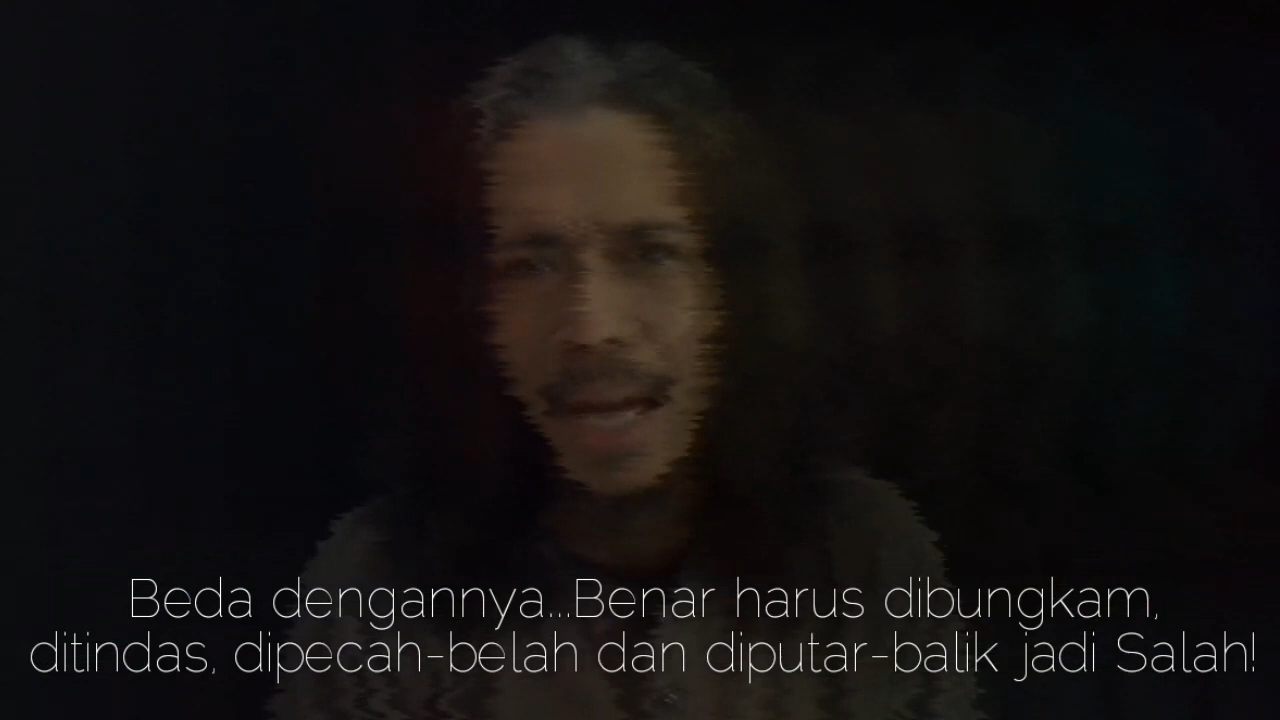 Beda dengannya...Benar harus dibungkam,
ditindas, dipecah-belah dan diputar-balik jadi Salah!